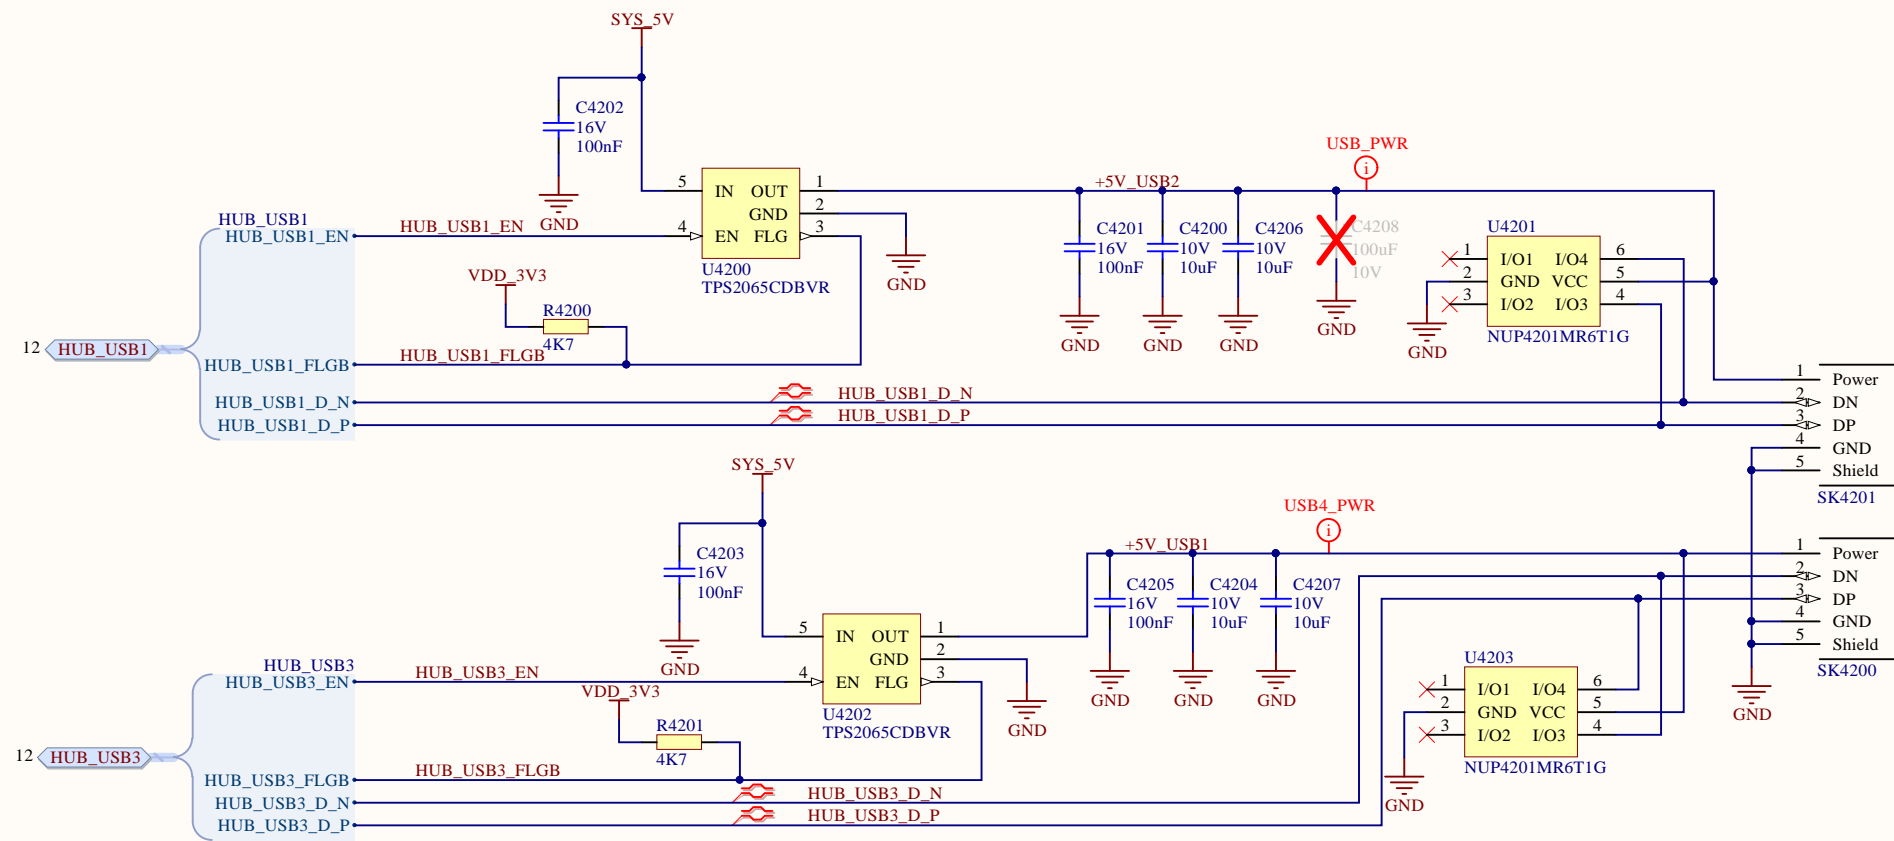 SYS_5V
C4202
16V
100nF
GND
HUB_USB1
HUB_USB1_EN
HUB_USB1_EN
5
4
IN
EN
OUT
GND
FLG
1
2
3
U4200
TPS2065CDBVR
GND
VDD_3V3
R4200
4K7
12
HUB_USB1
HUB_USB1_FLGB
HUB_USB1_FLGB
HUB_USB1_D_N
HUB_USB1_D_N
HUB_USB1_D_P
HUB_USB1_D_P
+5V_USB2
USB_PWR
i
C4201
16V
100nF
GND
C4200
10V
10uF
GND
C4206
10V
10uF
GND
C4208
100uF
10V
GND
U4201
1
2
3
I/O1
GND
I/O2
I/O4
VCC
I/O3
6
5
4
NUP4201MR6T1G
GND
1 Power
2 DN
3 DP
4 GND
5 Shield
SK4201
SYS_5V
C4203
16V
100nF
GND
HUB_USB3
HUB_USB3_EN
HUB_USB3_EN
5
4
IN
EN
OUT
GND
FLG
1
2
3
U4202
TPS2065CDBVR
GND
VDD_3V3
R4201
4K7
12
HUB_USB3
HUB_USB3_FLGB
HUB_USB3_FLGB
HUB_USB3_D_N
HUB_USB3_D_N
HUB_USB3_D_P
HUB_USB3_D_P
+5V_USB1
USB4_PWR
i
C4205
16V
100nF
GND
C4204
10V
10uF
GND
C4207
10V
10uF
GND
U4203
1
2
3
I/O1
GND
I/O2
I/O4
VCC
I/O3
6
5
4
NUP4201MR6T1G
GND
1 Power
2 DN
3 DP
4 GND
5 Shield
SK4200
GND